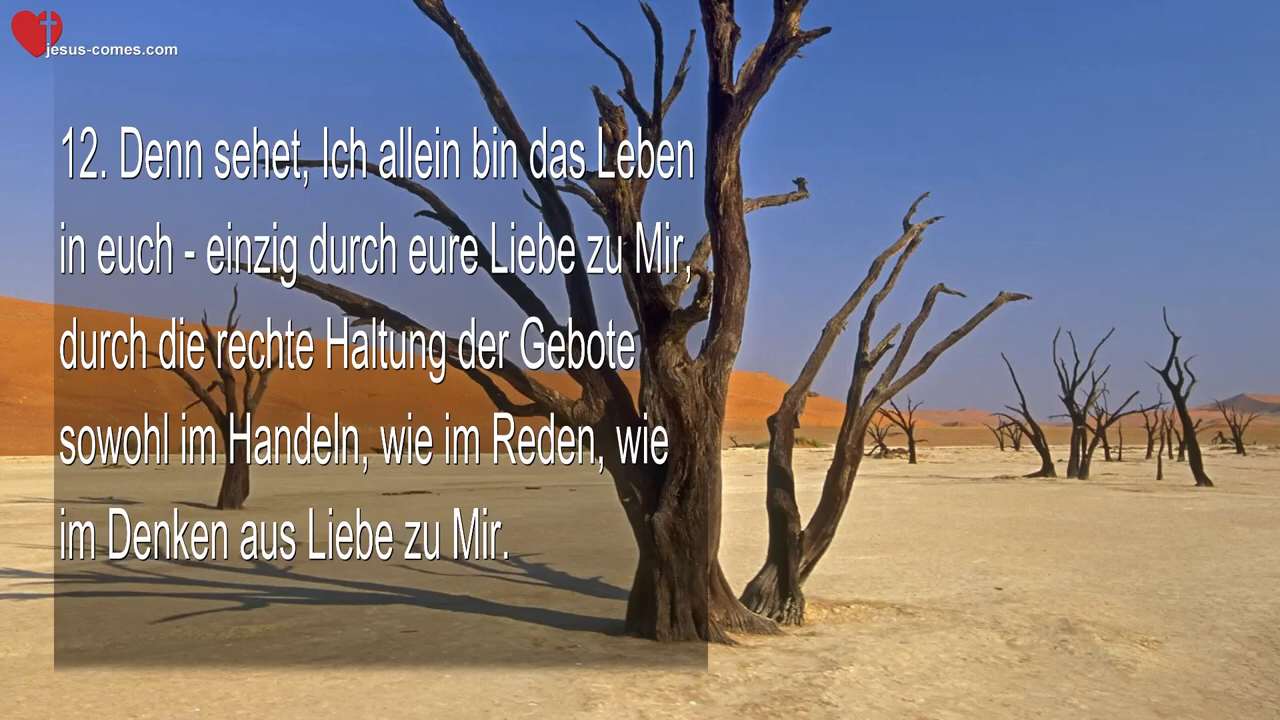 jesus-comes.com
12. Denn sehet, Ich allein bin das Leben
in euch - einzig durch eure Liebe zu Mir,
durch die rechte Haltung der Gebote
sowohl im Handeln, wie im Reden, wie
im Denken aus Liebe zu Mir.